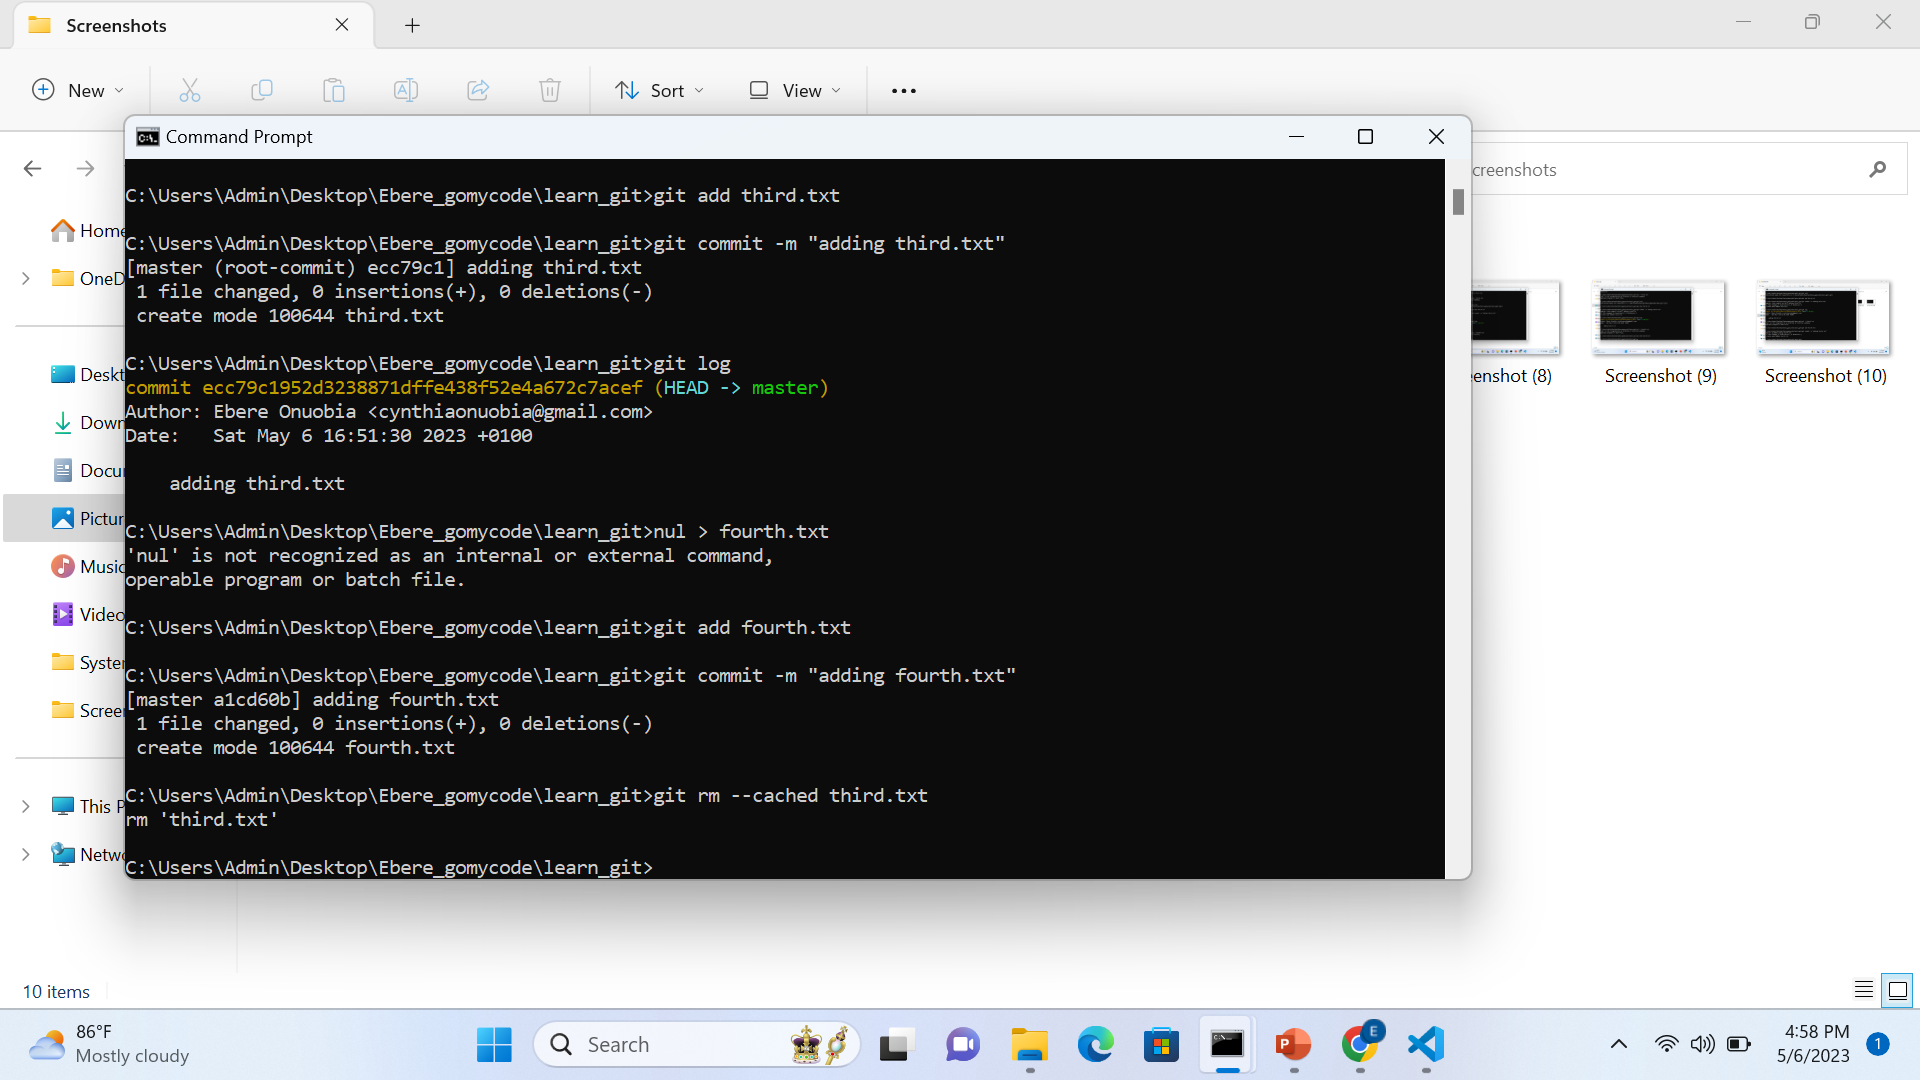 Screenshots
New
Sort
View
Command Prompt
creenshots
C:\Users\Admin\Desktop\Ebere_gomycode\learn_git>git add third.txt
C:\Users\Admin\Desktop\Ebere_gomycode\learn_git>git commit -m "adding third.txt"
[master (root-commit) ecc79c1] adding third.txt
1 file changed, 0 insertions(+), 0 deletions(-)
create mode 100644 third.txt
C:\Users\Admin\Desktop\Ebere_gomycode\learn_git>git log
commit ecc79c1952d3238871dffe438f52e4a672c7acef (HEAD -> master)
Author: Ebere Onuobia <cynthiaonuobia@gmail.com>
Date:   Sat May 6 16:51:30 2023 +0100
adding third.txt
C:\Users\Admin\Desktop\Ebere_gomycode\learn_git>nul > fourth.txt
'nul' is not recognized as an internal or external command,
operable program or batch file.
C:\Users\Admin\Desktop\Ebere_gomycode\learn_git>git add fourth.txt
C:\Users\Admin\Desktop\Ebere_gomycode\learn_git>git commit -m "adding fourth.txt"
[master a1cd60b] adding fourth.txt
1 file changed, 0 insertions(+), 0 deletions(-)
create mode 100644 fourth.txt
C:\Users\Admin\Desktop\Ebere_gomycode\learn_git>git rm --cached third.txt
rm 'third.txt'
C:\Users\Admin\Desktop\Ebere_gomycode\learn_git>
Home
OneD
Deskt
Down
Docu
Pictur
Music
Video
Syster
Screer
This P
Netwo
enshot (8)
Screenshot (9)
Screenshot (10)
10 items
86°F
Mostly cloudy
Search
E
4:58 PM
5/6/2023
1